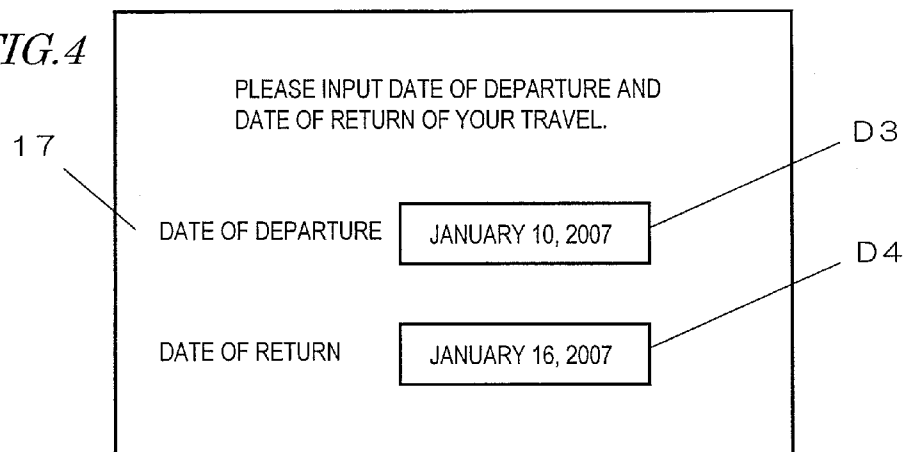 FIG.4
PLEASE INPUT DATE OF DEPARTURE AND
DATE OF RETURN OF YOUR TRAVEL.
17
D3
DATE OF DEPARTURE JANUARY 10, 2007
D4
DATE OF RETURN JANUARY 16, 2007